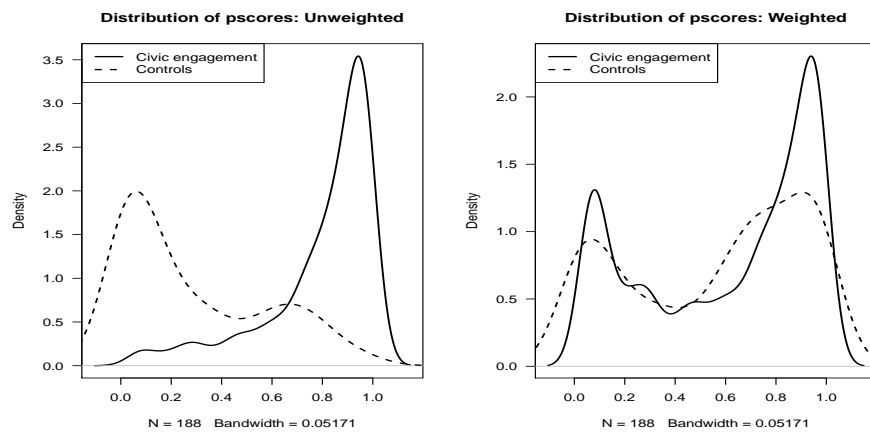 Distribution of pscores: Unweighted
Civic engagement
Controls
Density
3.5
3.0
2.5
2.0
1.5
1.0
0.5
0.0
0.0 0.2 0.4 0.6 0.8 1.0
N = 188 Bandwidth = 0.05171
Distribution of pscores: Weighted
Civic engagement
Controls
Density
2.0
1.5
1.0
0.5
0.0
0.0 0.2 0.4 0.6 0.8 1.0
N = 188 Bandwidth = 0.05171